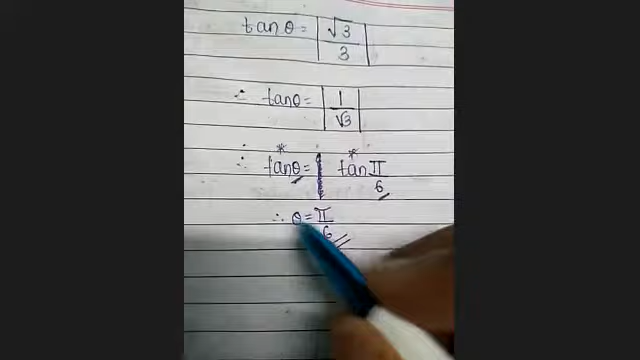 tanθ = |√3/3|
∴ tanθ = |1/√3|
∴ tanθ = tan π/6
∴ θ = π/6